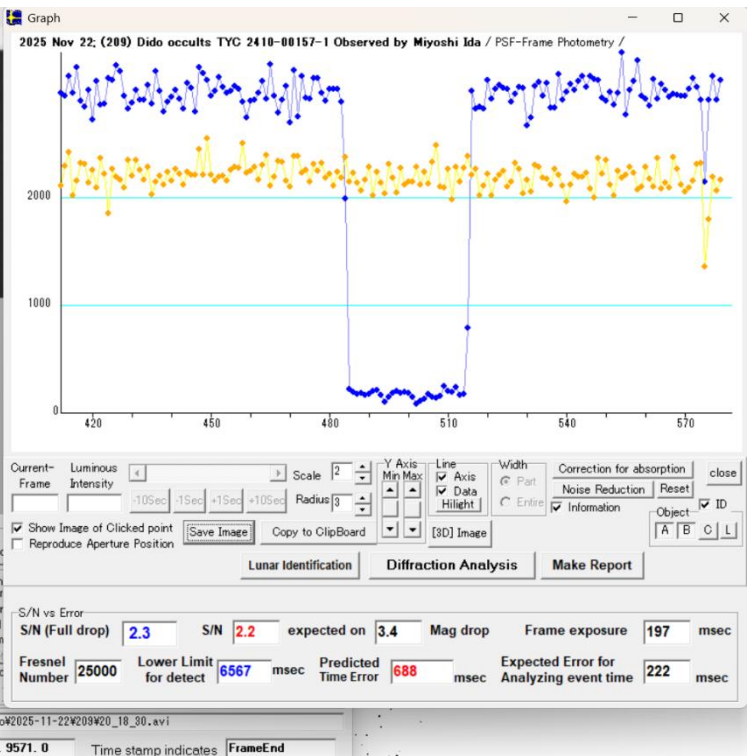 Graph
2025 Nov 22; (209) Dido occults TYC 2410-00157-1 Observed by Miyoshi Ida / PSF-Frame Photometry /
2000
1000
0
420 450 480 510 540 570
Current-Frame
Luminous Intensity
-10Sec -1Sec +1Sec +10Sec
Scale 2
Radius 3
Y Axis
Min Max
Line
Axis
Data
Hilight
Width
Part
Entire
Correction for absorption
close
Noise Reduction
Reset
Information
ID
Object
A B C L
Show Image of Clicked point
Reproduce Aperture Position
Save Image
Copy to ClipBoard
[3D] Image
Lunar Identification
Diffraction Analysis
Make Report
S/N vs Error
S/N (Full drop) 2.3 S/N 2.2 expected on 3.4 Mag drop Frame exposure 197 msec
Fresnel Number 25000 Lower Limit for detect 6567 msec Predicted Time Error 688 msec Expected Error for Analyzing event time 222 msec
o¥2025-11-22¥209¥20_18_30.avi
9571.0 Time stamp indicates FrameEnd